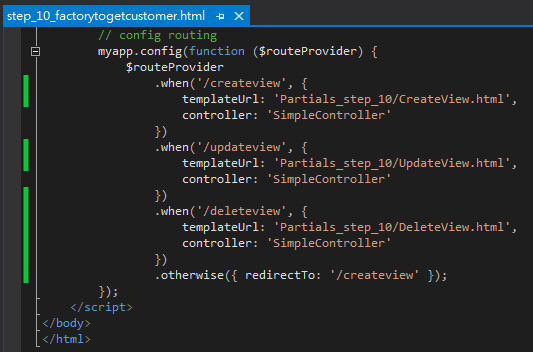 step_10_factorytogetcustomer.html
// config routing
myapp.config(function ($routeProvider) {
$routeProvider
.when('/createview', {
templateUrl: 'Partials_step_10/CreateView.html',
controller: 'SimpleController'
})
.when('/updateview', {
templateUrl: 'Partials_step_10/UpdateView.html',
controller: 'SimpleController'
})
.when('/deleteview', {
templateUrl: 'Partials_step_10/DeleteView.html',
controller: 'SimpleController'
})
.otherwise({ redirectTo: '/createview' });
});
</script>
</body>
</html>